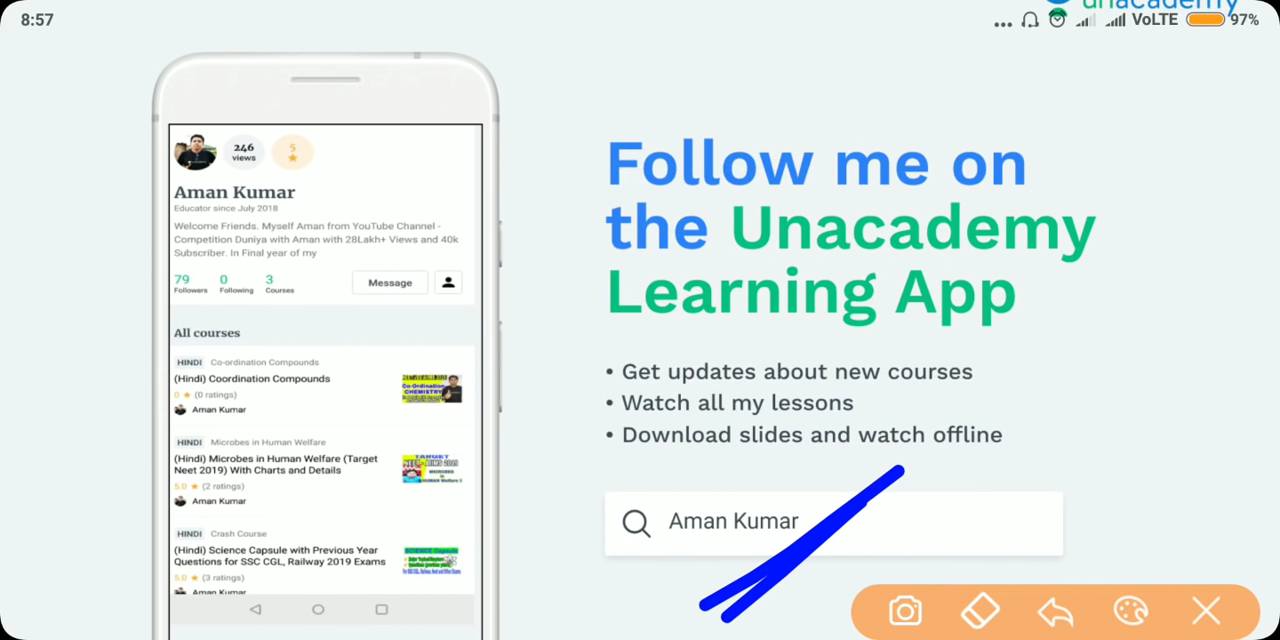 8:57
unacademy
VoLTE 97%
246
views
5
Aman Kumar
Educator since July 2018
Welcome Friends. Myself Aman from YouTube Channel -
Competition Duniya with Aman with 28Lakh+ Views and 40k
Subscriber. In Final year of my
79 0 3
Followers Following Courses
Message
All courses
HINDI Co-ordination Compounds
(Hindi) Coordination Compounds
0 ★ (0 ratings)
Aman Kumar
HINDI Microbes in Human Welfare
(Hindi) Microbes in Human Welfare (Target
Neet 2019) With Charts and Details
5.0 ★ (2 ratings)
Aman Kumar
HINDI Crash Course
(Hindi) Science Capsule with Previous Year
Questions for SSC CGL, Railway 2019 Exams
5.0 ★ (3 ratings)
Aman Kumar
Follow me on
the Unacademy
Learning App
• Get updates about new courses
• Watch all my lessons
• Download slides and watch offline
Aman Kumar